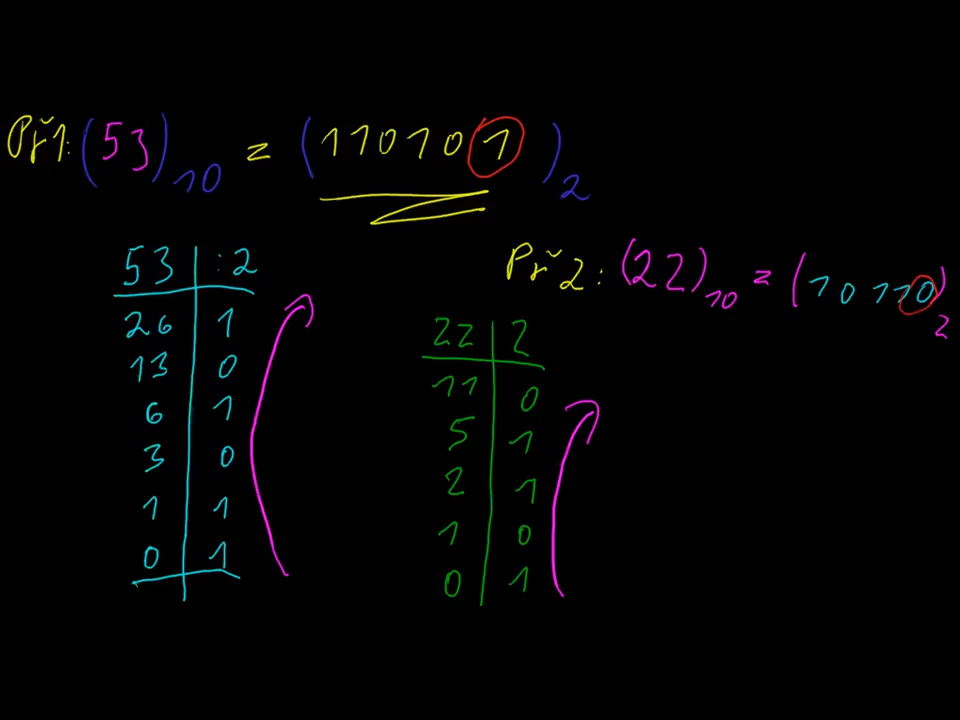 Př1: (53)10 = (110101)2
53 | :2
26 | 1
13 | 0
6 | 1
3 | 0
1 | 1
0 | 1
Př2: (22)10 = (10110)2
22 | 2
11 | 0
5 | 1
2 | 1
1 | 0
0 | 1